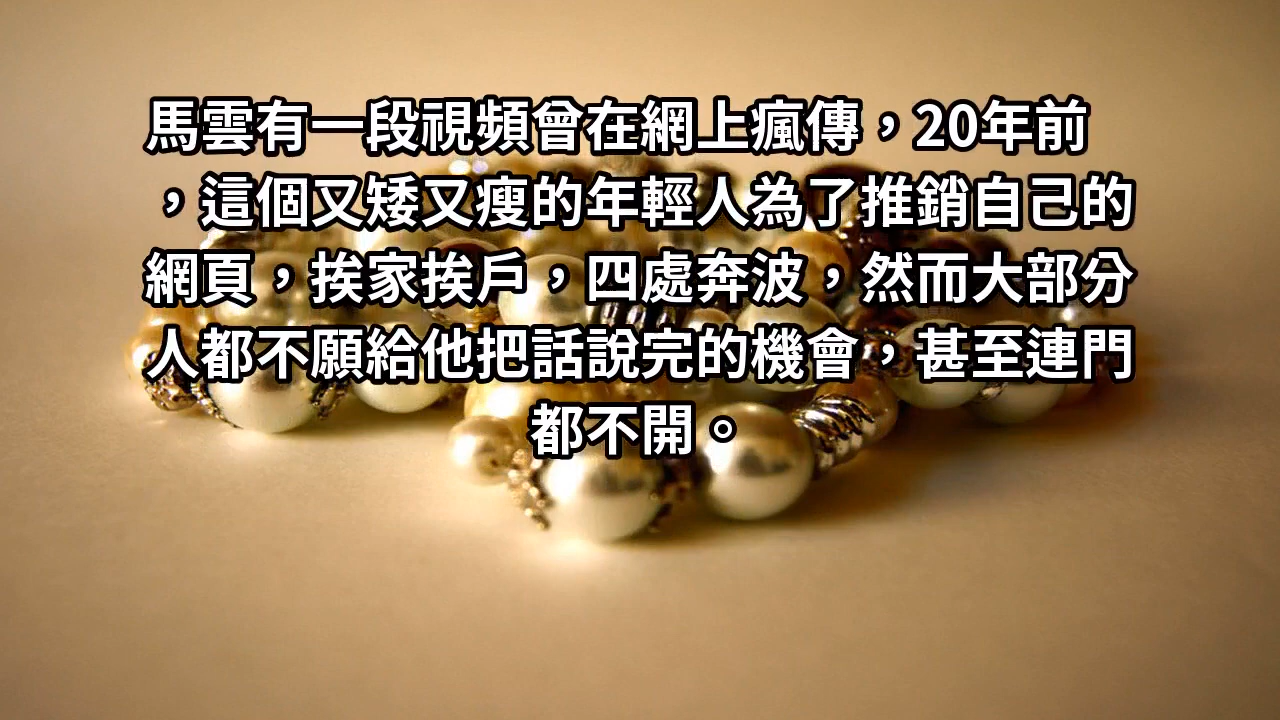 馬雲有一段視頻曾在網上瘋傳，20年前
，這個又矮又瘦的年輕人為了推銷自己的
網頁，挨家挨戶，四處奔波，然而大部分
人都不願給他把話說完的機會，甚至連門
都不開。